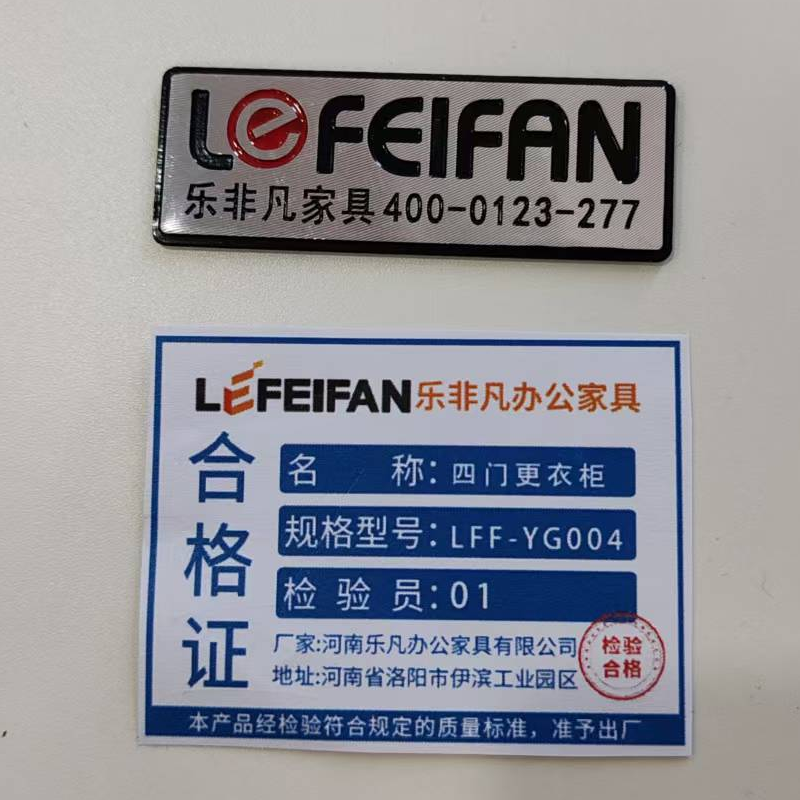 LeFEIFAN
乐非凡家具400-0123-277
LEFEIFAN乐非凡办公家具
合格证
名 称：四门更衣柜
规格型号：LFF-YG004
检 验 员：01
厂家:河南乐凡办公家具有限公司
地址:河南省洛阳市伊滨工业园区
检验
合格
本产品经检验符合规定的质量标准，准予出厂